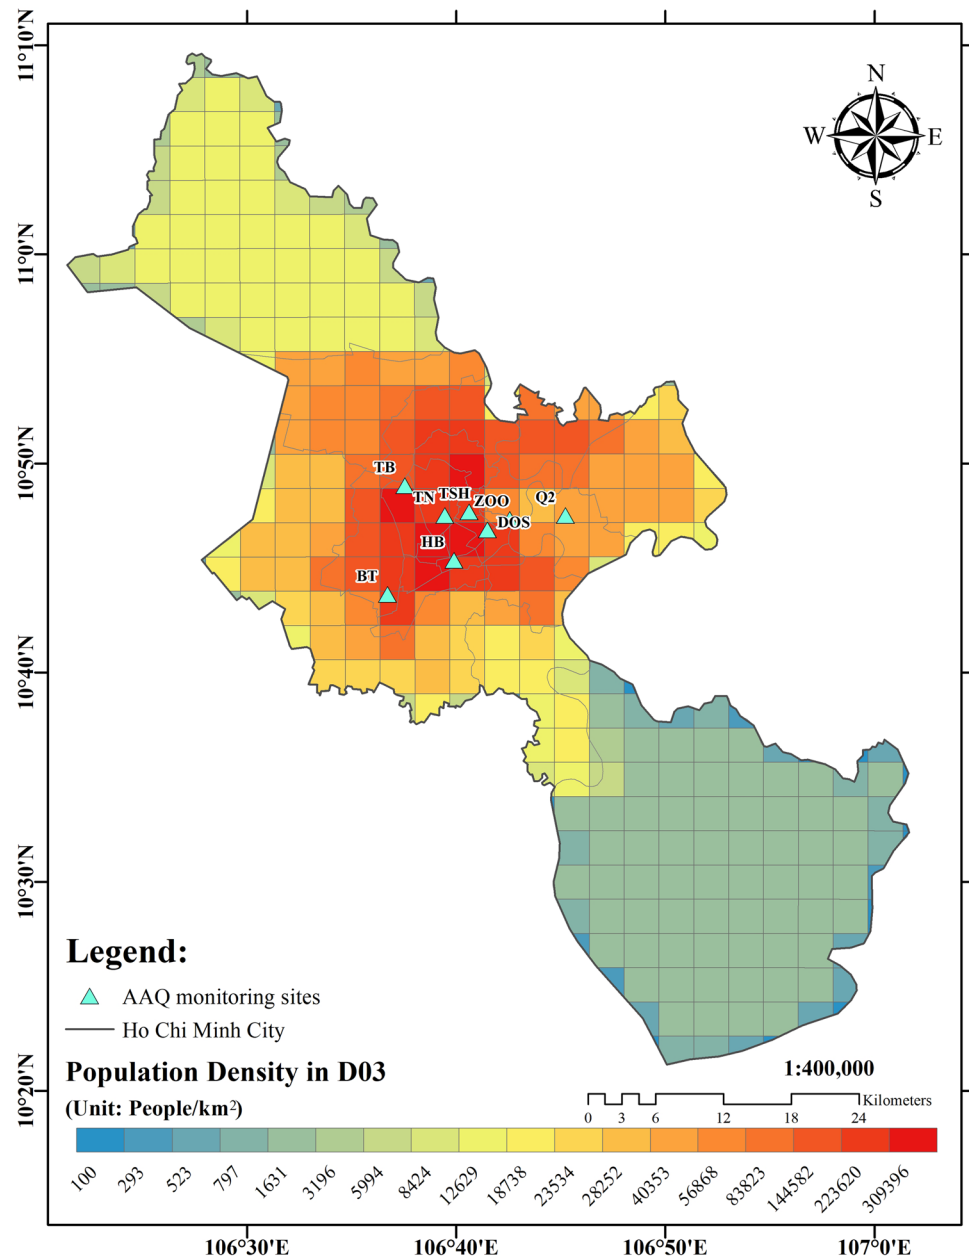 11°10'N
11°0'N
10°50'N
10°40'N
10°30'N
10°20'N
N
W
E
S
TB
TN
TSH
ZOO
Q2
DOS
HB
BT
Legend:
AAQ monitoring sites
Ho Chi Minh City
Population Density in D03
(Unit: People/km²)
1:400,000
Kilometers
0 3 6 12 18 24
100 293 523 797 1631 3196 5994 8424 12629 18738 23534 28252 40353 56868 83823 144582 223620 309396
106°30'E 106°40'E 106°50'E 107°0'E